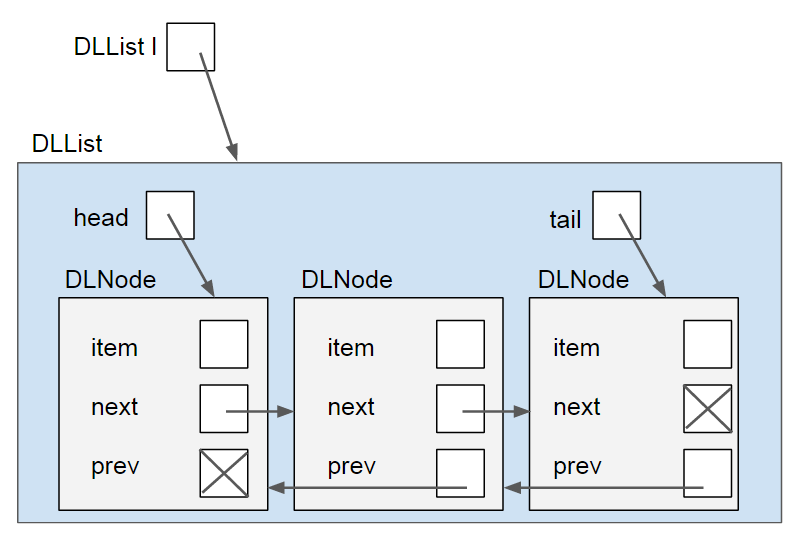 DLList l
DLList
head
tail
DLNode
DLNode
DLNode
item
item
item
next
next
next
prev
prev
prev